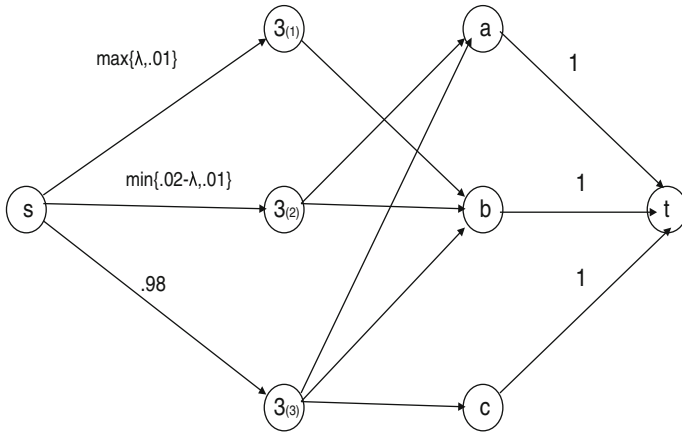 3(1)
a
max{λ,.01}
1
s
min{.02-λ,.01}
3(2)
b
1
t
.98
1
3(3)
c